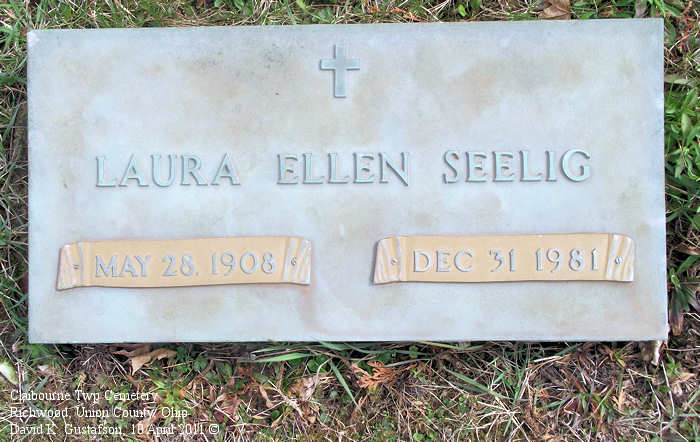 LAURA ELLEN SEELIG
MAY 28. 1908
DEC 31 1981
Claibourne Twp Cemetery
Richwood, Union County, Ohio
David K. Gustafson, 18 April 2011 ©